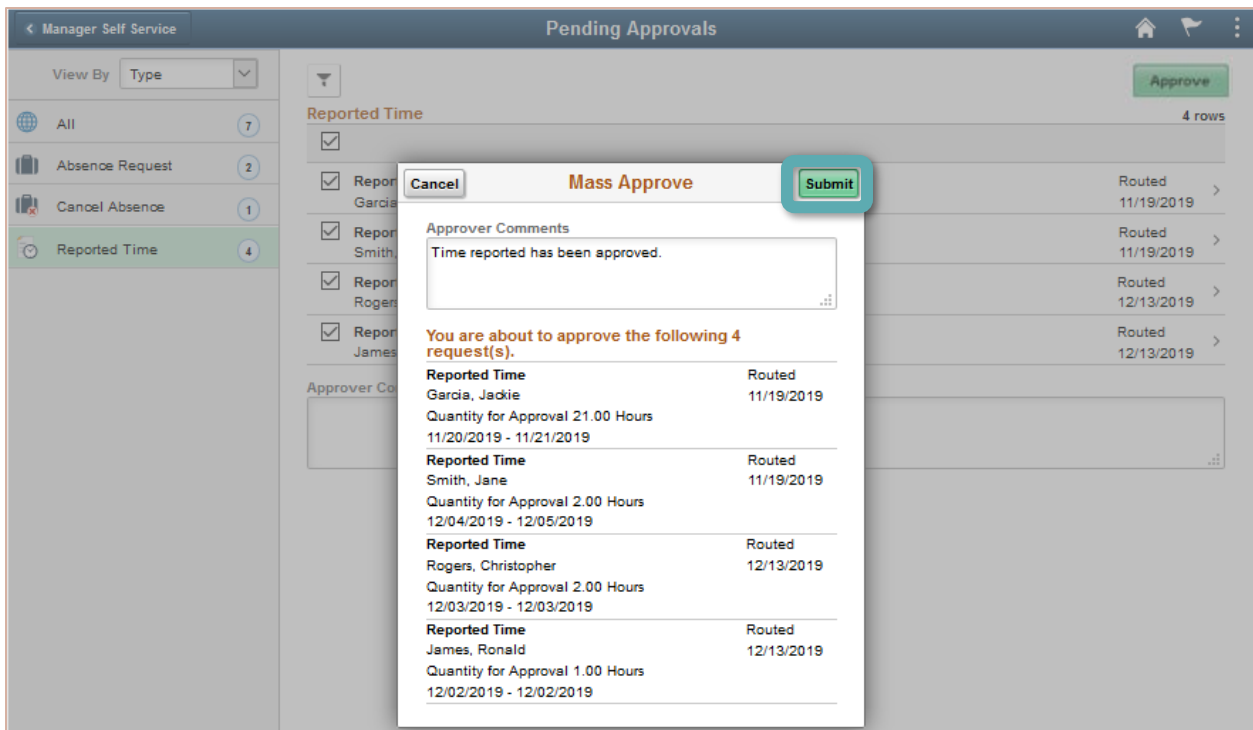 Manager Self Service
Pending Approvals
View By Type
All 7
Absence Request 2
Cancel Absence 1
Reported Time 4
Approve
Reported Time
4 rows
Routed
Garcia
11/19/2019
Routed
Smith,
11/19/2019
Routed
12/13/2019
Routed
James
12/13/2019
Cancel
Mass Approve
Submit
Approver Comments
Time reported has been approved.
You are about to approve the following 4
request(s).
Reported Time Routed
Garcia, Jackie 11/19/2019
Quantity for Approval 21.00 Hours
11/20/2019 - 11/21/2019
Reported Time Routed
Smith, Jane 11/19/2019
Quantity for Approval 2.00 Hours
12/04/2019 - 12/05/2019
Reported Time Routed
Rogers, Christopher 12/13/2019
Quantity for Approval 2.00 Hours
12/03/2019 - 12/03/2019
Reported Time Routed
James, Ronald 12/13/2019
Quantity for Approval 1.00 Hours
12/02/2019 - 12/02/2019
Approver